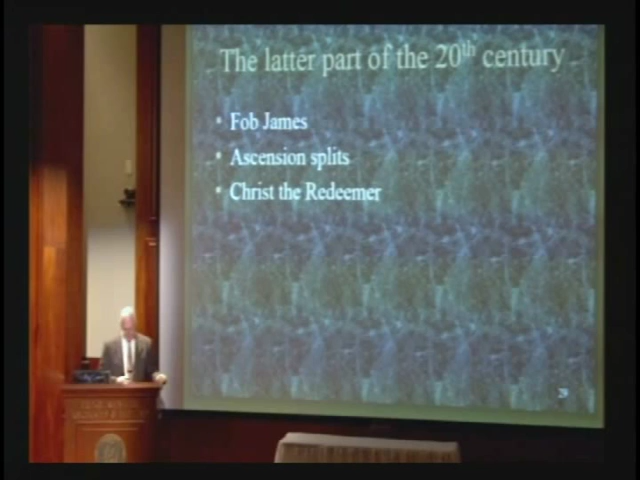 The latter part of the 20th century
• Fob James
• Ascension splits
• Christ the Redeemer